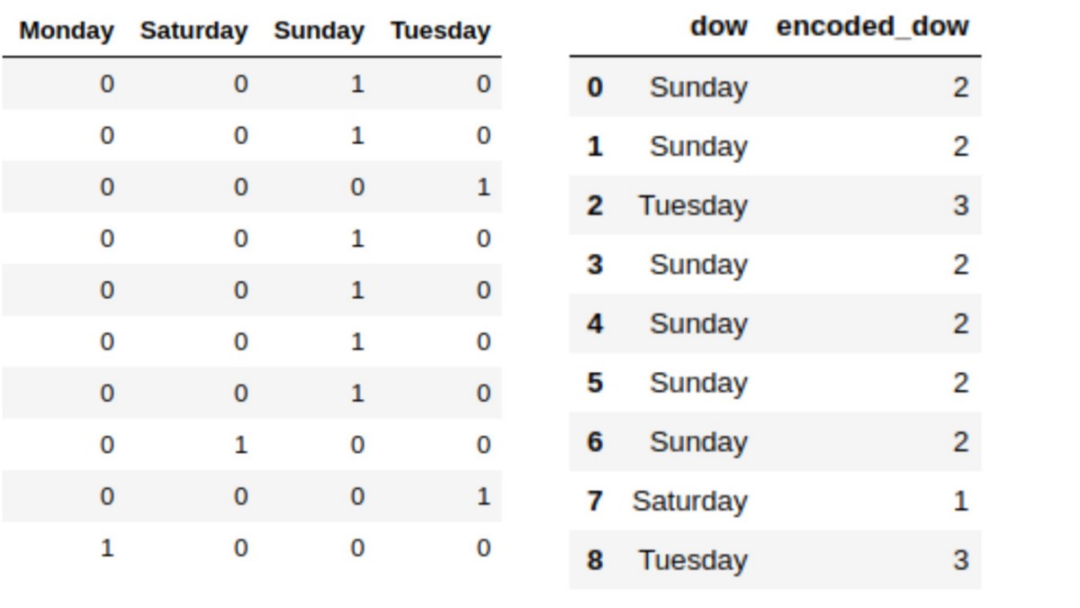 Monday Saturday Sunday Tuesday
0 0 1 0
0 0 1 0
0 0 0 1
0 0 1 0
0 0 1 0
0 0 1 0
0 0 1 0
0 1 0 0
0 0 0 1
1 0 0 0
dow encoded_dow
0 Sunday 2
1 Sunday 2
2 Tuesday 3
3 Sunday 2
4 Sunday 2
5 Sunday 2
6 Sunday 2
7 Saturday 1
8 Tuesday 3